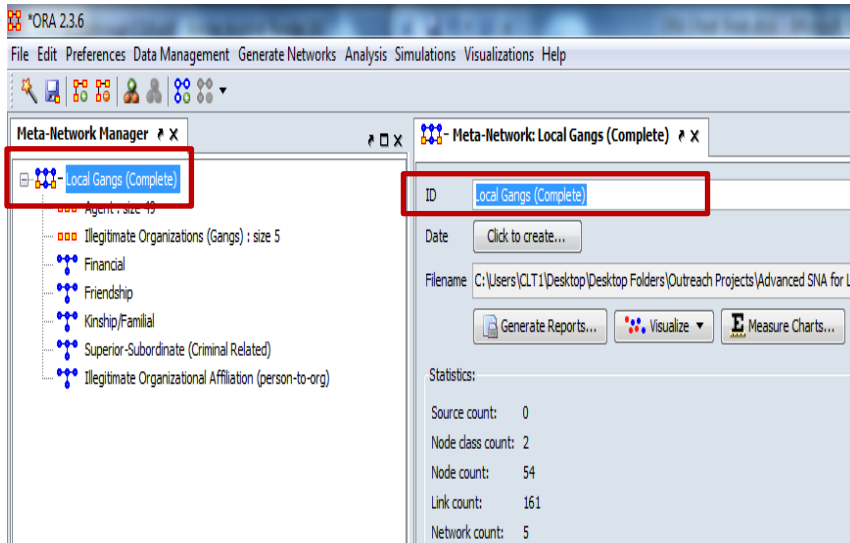 *ORA 2.3.6
File Edit Preferences Data Management Generate Networks Analysis Simulations Visualizations Help
Meta-Network Manager
Meta-Network: Local Gangs (Complete)
Local Gangs (Complete)
Agent : size 49
Illegitimate Organizations (Gangs) : size 5
Financial
Friendship
Kinship/Familial
Superior-Subordinate (Criminal Related)
Illegitimate Organizational Affiliation (person-to-org)
ID Local Gangs (Complete)
Date Click to create...
Filename C:\Users\CLT1\Desktop\Desktop Folders\Outreach Projects\Advanced SNA for L
Generate Reports... Visualize Measure Charts...
Statistics:
Source count: 0
Node class count: 2
Node count: 54
Link count: 161
Network count: 5